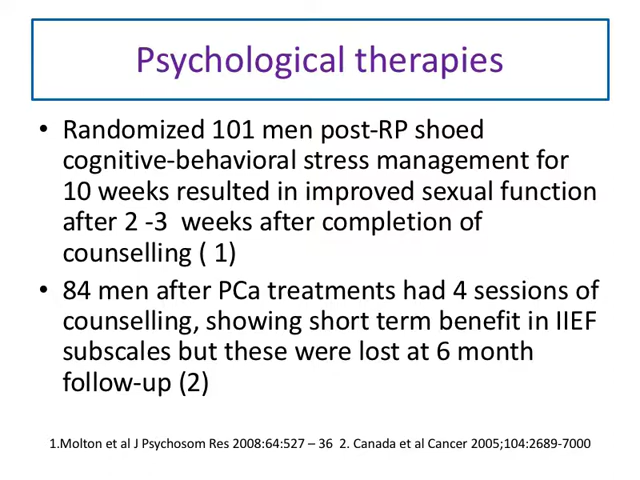 Psychological therapies
• Randomized 101 men post-RP shoed
cognitive-behavioral stress management for
10 weeks resulted in improved sexual function
after 2 -3  weeks after completion of
counselling ( 1)
• 84 men after PCa treatments had 4 sessions of
counselling, showing short term benefit in IIEF
subscales but these were lost at 6 month
follow-up (2)
1.Molton et al J Psychosom Res 2008:64:527 – 36  2. Canada et al Cancer 2005;104:2689-7000